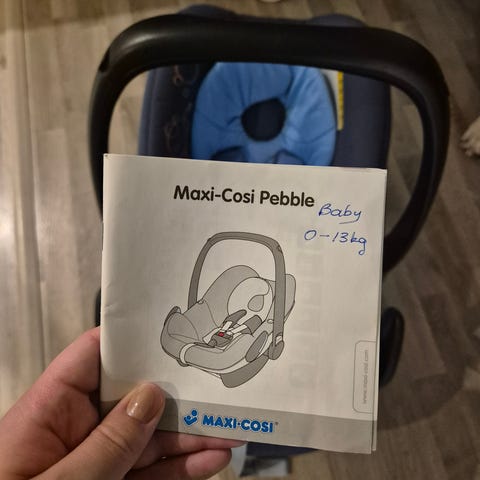 Maxi-Cosi Pebble
Baby
0-13kg
www.maxi-cosi.com
MAXI-COSI®